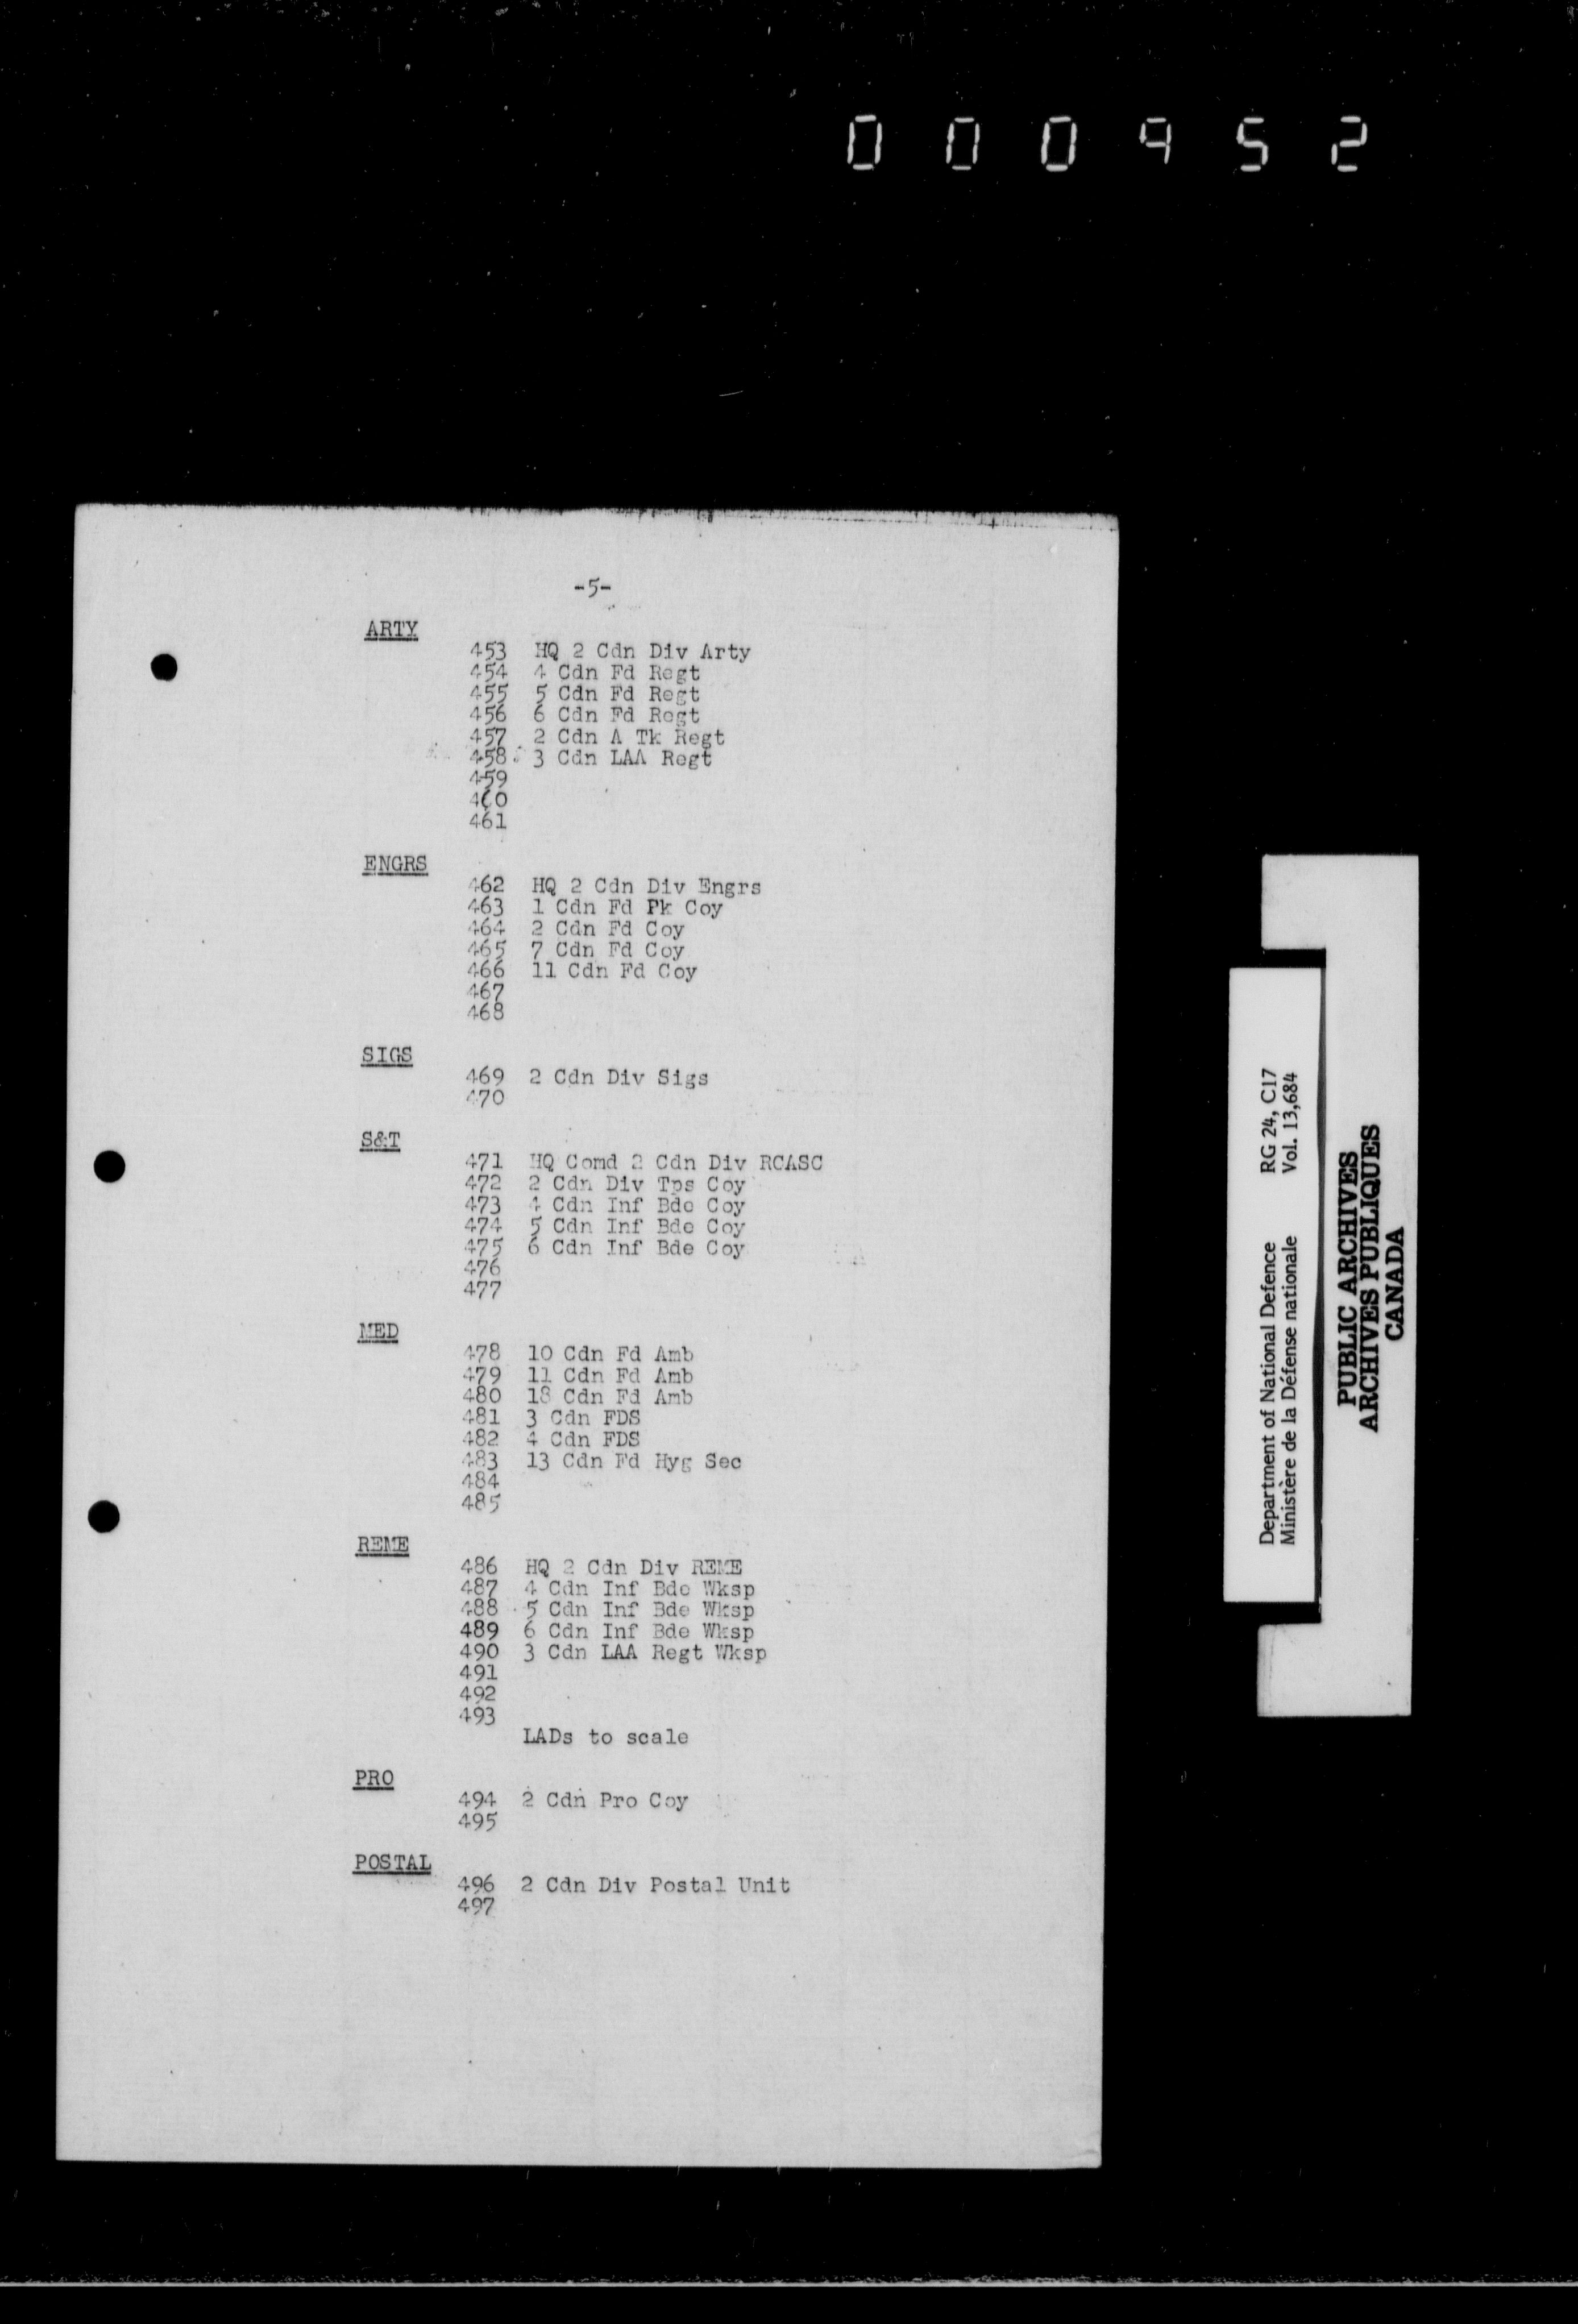 000952
-5-
ARTY
453 HQ 2 Cdn Div Arty
454 4 Cdn Fd Regt
455 5 Cdn Fd Regt
456 6 Cdn Fd Regt
457 2 Cdn A Tk Regt
458 3 Cdn LAA Regt
459
460
461
ENGRS
462 HQ 2 Cdn Div Engrs
463 1 Cdn Fd Pk Coy
464 2 Cdn Fd Coy
465 7 Cdn Fd Coy
466 11 Cdn Fd Coy
467
468
SIGS
469 2 Cdn Div Sigs
470
S&T
471 HQ Comd 2 Cdn Div RCASC
472 2 Cdn Div Tps Coy
473 4 Cdn Inf Bde Coy
474 5 Cdn Inf Bde Coy
475 6 Cdn Inf Bde Coy
476
477
MED
478 10 Cdn Fd Amb
479 11 Cdn Fd Amb
480 18 Cdn Fd Amb
481 3 Cdn FDS
482 4 Cdn FDS
483 13 Cdn Fd Hyg Sec
484
485
REME
486 HQ 2 Cdn Div REME
487 4 Cdn Inf Bde Wksp
488 5 Cdn Inf Bde Wksp
489 6 Cdn Inf Bde Wksp
490 3 Cdn LAA Regt Wksp
491
492
493
LADs to scale
PRO
494 2 Cdn Pro Coy
495
POSTAL
496 2 Cdn Div Postal Unit
497
Department of National Defence RG 24, C17
Ministère de la Défense nationale Vol. 13,684
PUBLIC ARCHIVES
ARCHIVES PUBLIQUES
CANADA